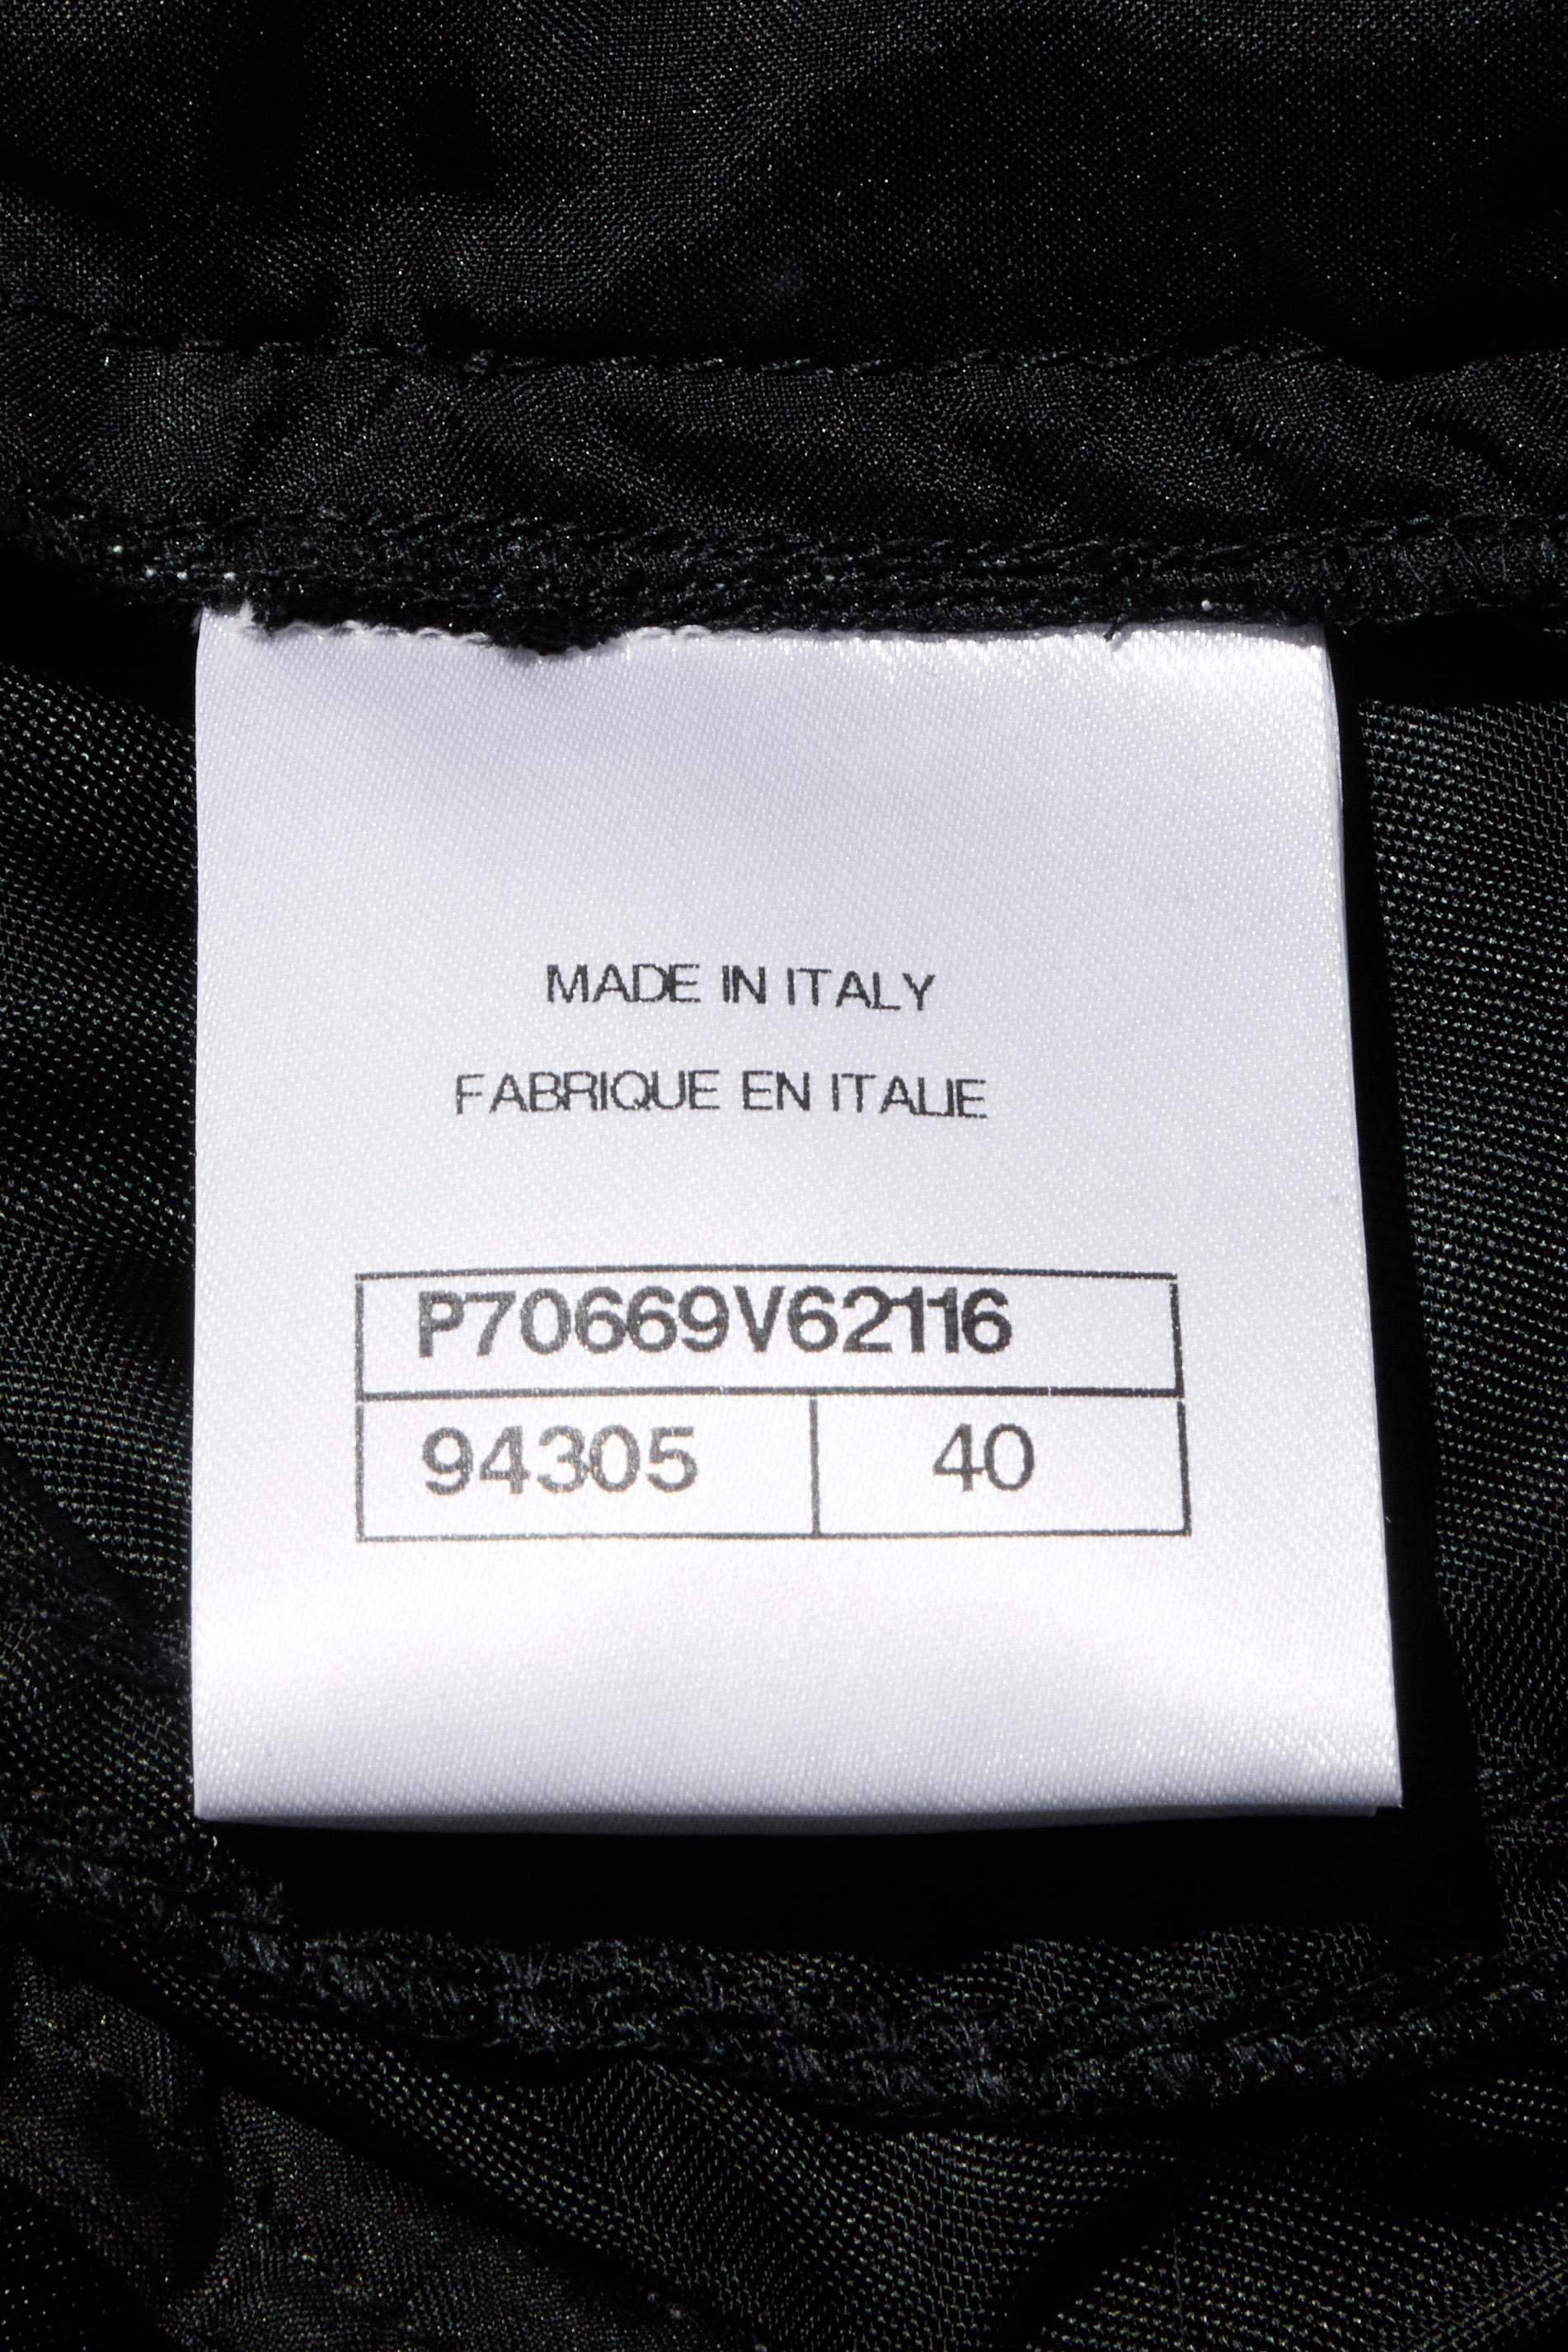 MADE IN ITALY
FABRIQUE EN ITALIE
P70669V62116
94305 40